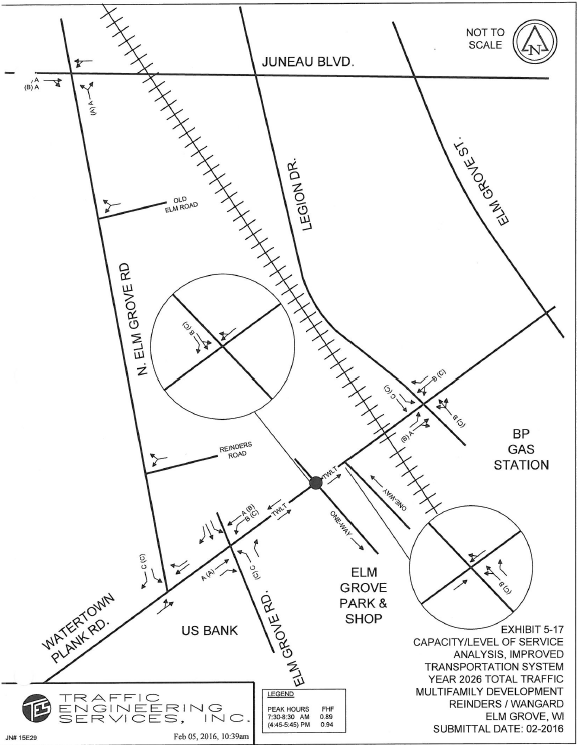 NOT TO
SCALE
N
JUNEAU BLVD.
A
(B) A
(A)
OLD
ELM ROAD
LEGION DR.
ELM GROVE ST.
N. ELM GROVE RD
B (C)
B (C)
C (C)
B (C)
(B) A
BP
GAS
STATION
REINDERS
ROAD
TWLT
ONE-WAY
ONE-WAY
A (B)
B (C)
TWLT
C (C)
A (A)
(C) C
B (C)
WATERTOWN
PLANK RD.
US BANK
ELM GROVE RD.
ELM
GROVE
PARK &
SHOP
EXHIBIT 5-17
CAPACITY/LEVEL OF SERVICE
ANALYSIS, IMPROVED
TRANSPORTATION SYSTEM
YEAR 2026 TOTAL TRAFFIC
MULTIFAMILY DEVELOPMENT
REINDERS / WANGARD
ELM GROVE, WI
SUBMITTAL DATE: 02-2016
TES
TRAFFIC
ENGINEERING
SERVICES, INC.
JN# 15E29
Feb 05, 2016, 10:39am
LEGEND
PEAK HOURS FHF
7:30-8:30 AM 0.89
(4:45-5:45) PM 0.94